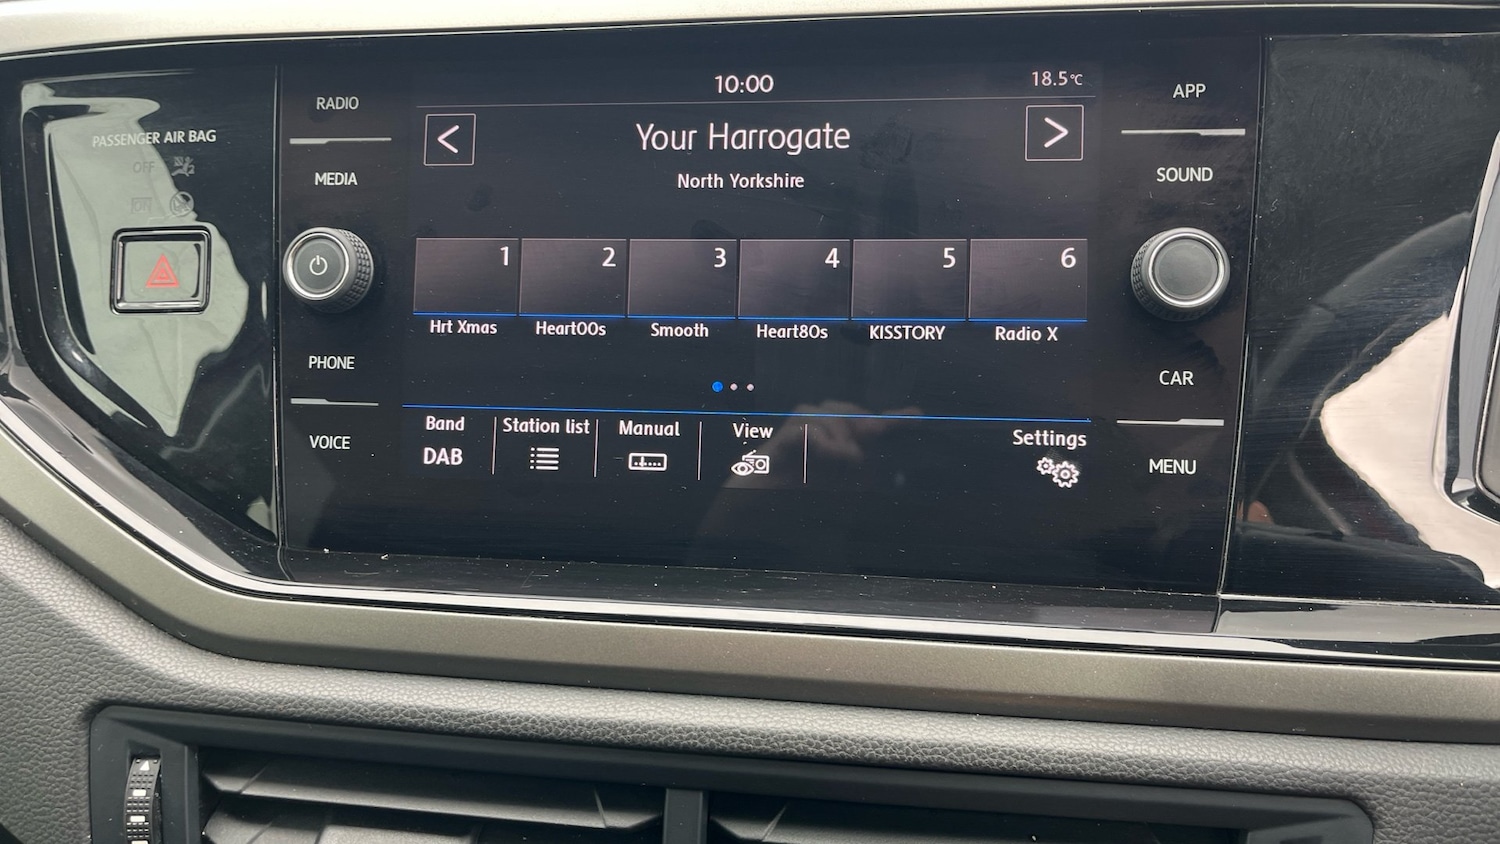 10:00
18.5°C
RADIO
MEDIA
PHONE
VOICE
PASSENGER AIR BAG
OFF
ON
Your Harrogate
North Yorkshire
1 2 3 4 5 6
Hrt Xmas Heart00s Smooth Heart80s KISSTORY Radio X
Band Station list Manual View Settings
DAB
APP
SOUND
CAR
MENU